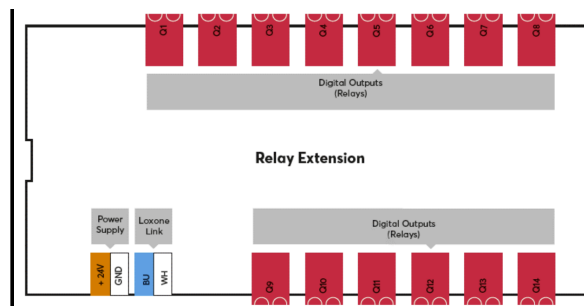 Q1 Q2 Q3 Q4 Q5 Q6 Q7 Q8
Digital Outputs
(Relays)
Relay Extension
Power
Supply
Loxone
Link
Digital Outputs
(Relays)
+ 24V GND BU WH Q9 Q10 Q11 Q12 Q13 Q14